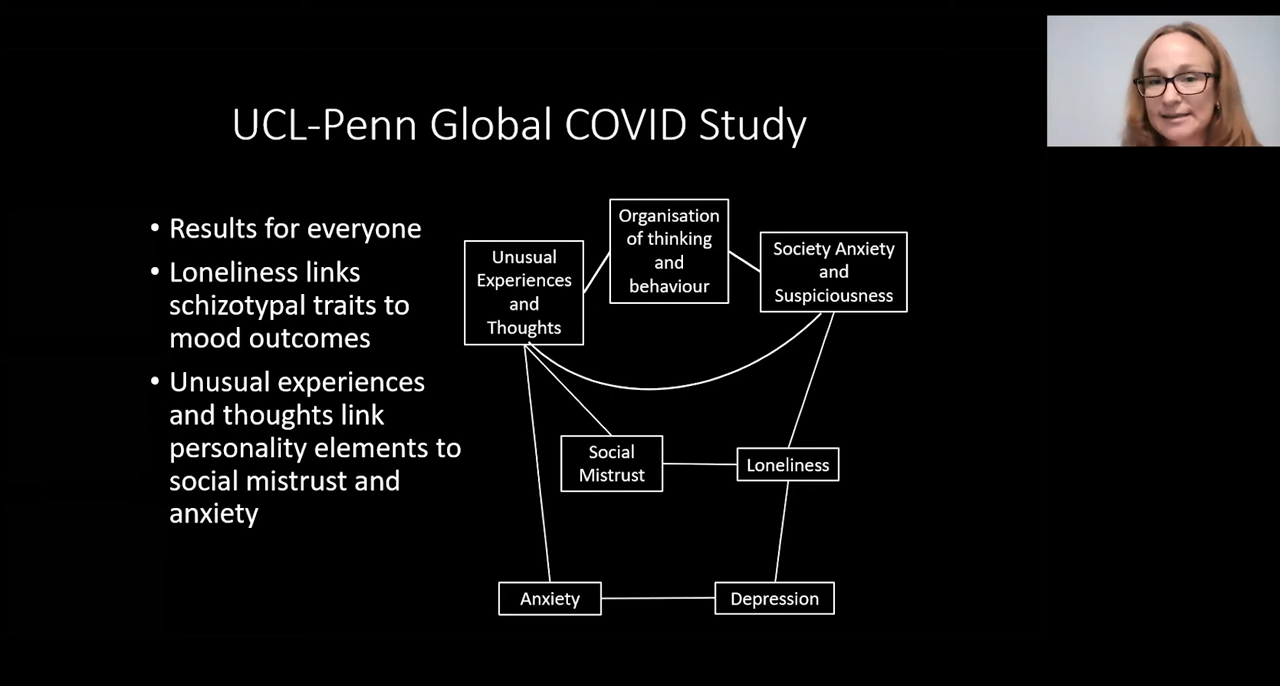 UCL-Penn Global COVID Study
• Results for everyone
• Loneliness links
schizotypal traits to
mood outcomes
• Unusual experiences
and thoughts link
personality elements to
social mistrust and
anxiety
Unusual
Experiences
and
Thoughts
Organisation
of thinking
and
behaviour
Society Anxiety
and
Suspiciousness
Social
Mistrust
Loneliness
Anxiety
Depression